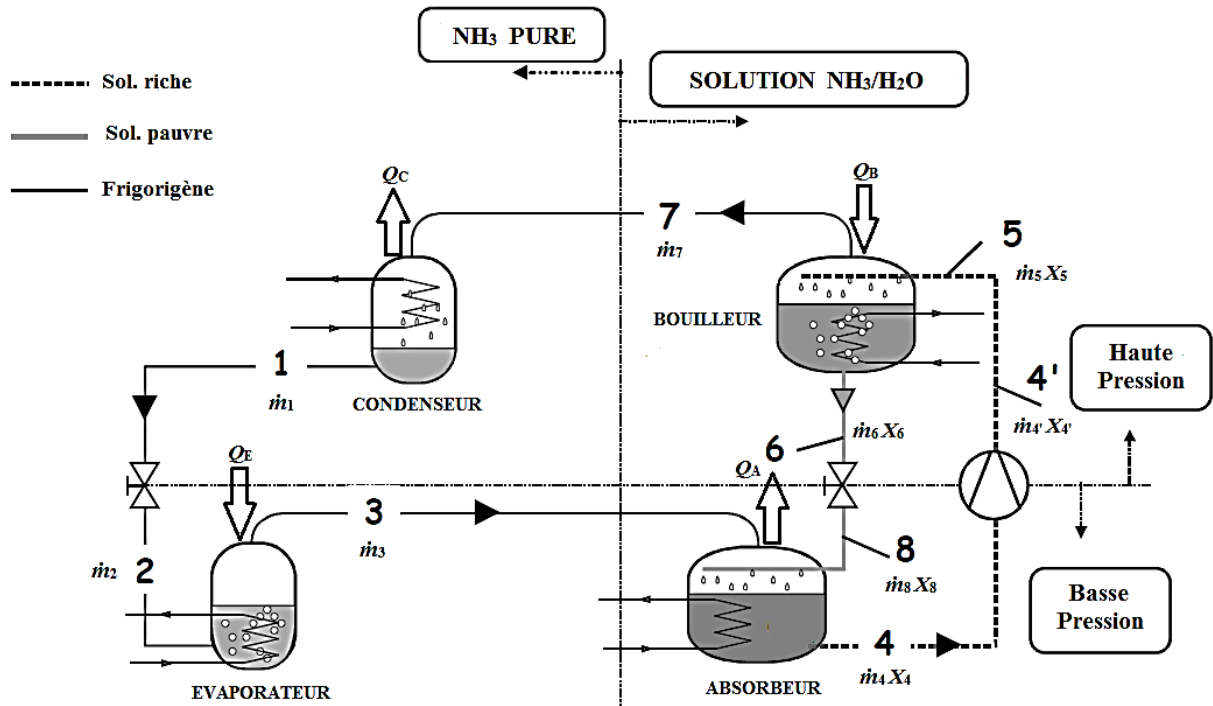 NH₃ PURE
SOLUTION NH₃/H₂O
Sol. riche
Sol. pauvre
Frigorigène
QC
QB
7
ṁ7
5
ṁ5 X5
BOUILLEUR
Haute
Pression
1
ṁ1
CONDENSEUR
4'
ṁ4' X4'
6
ṁ6 X6
QE
QA
3
ṁ3
ṁ2
2
8
ṁ8 X8
Basse
Pression
4
ṁ4 X4
EVAPORATEUR
ABSORBEUR